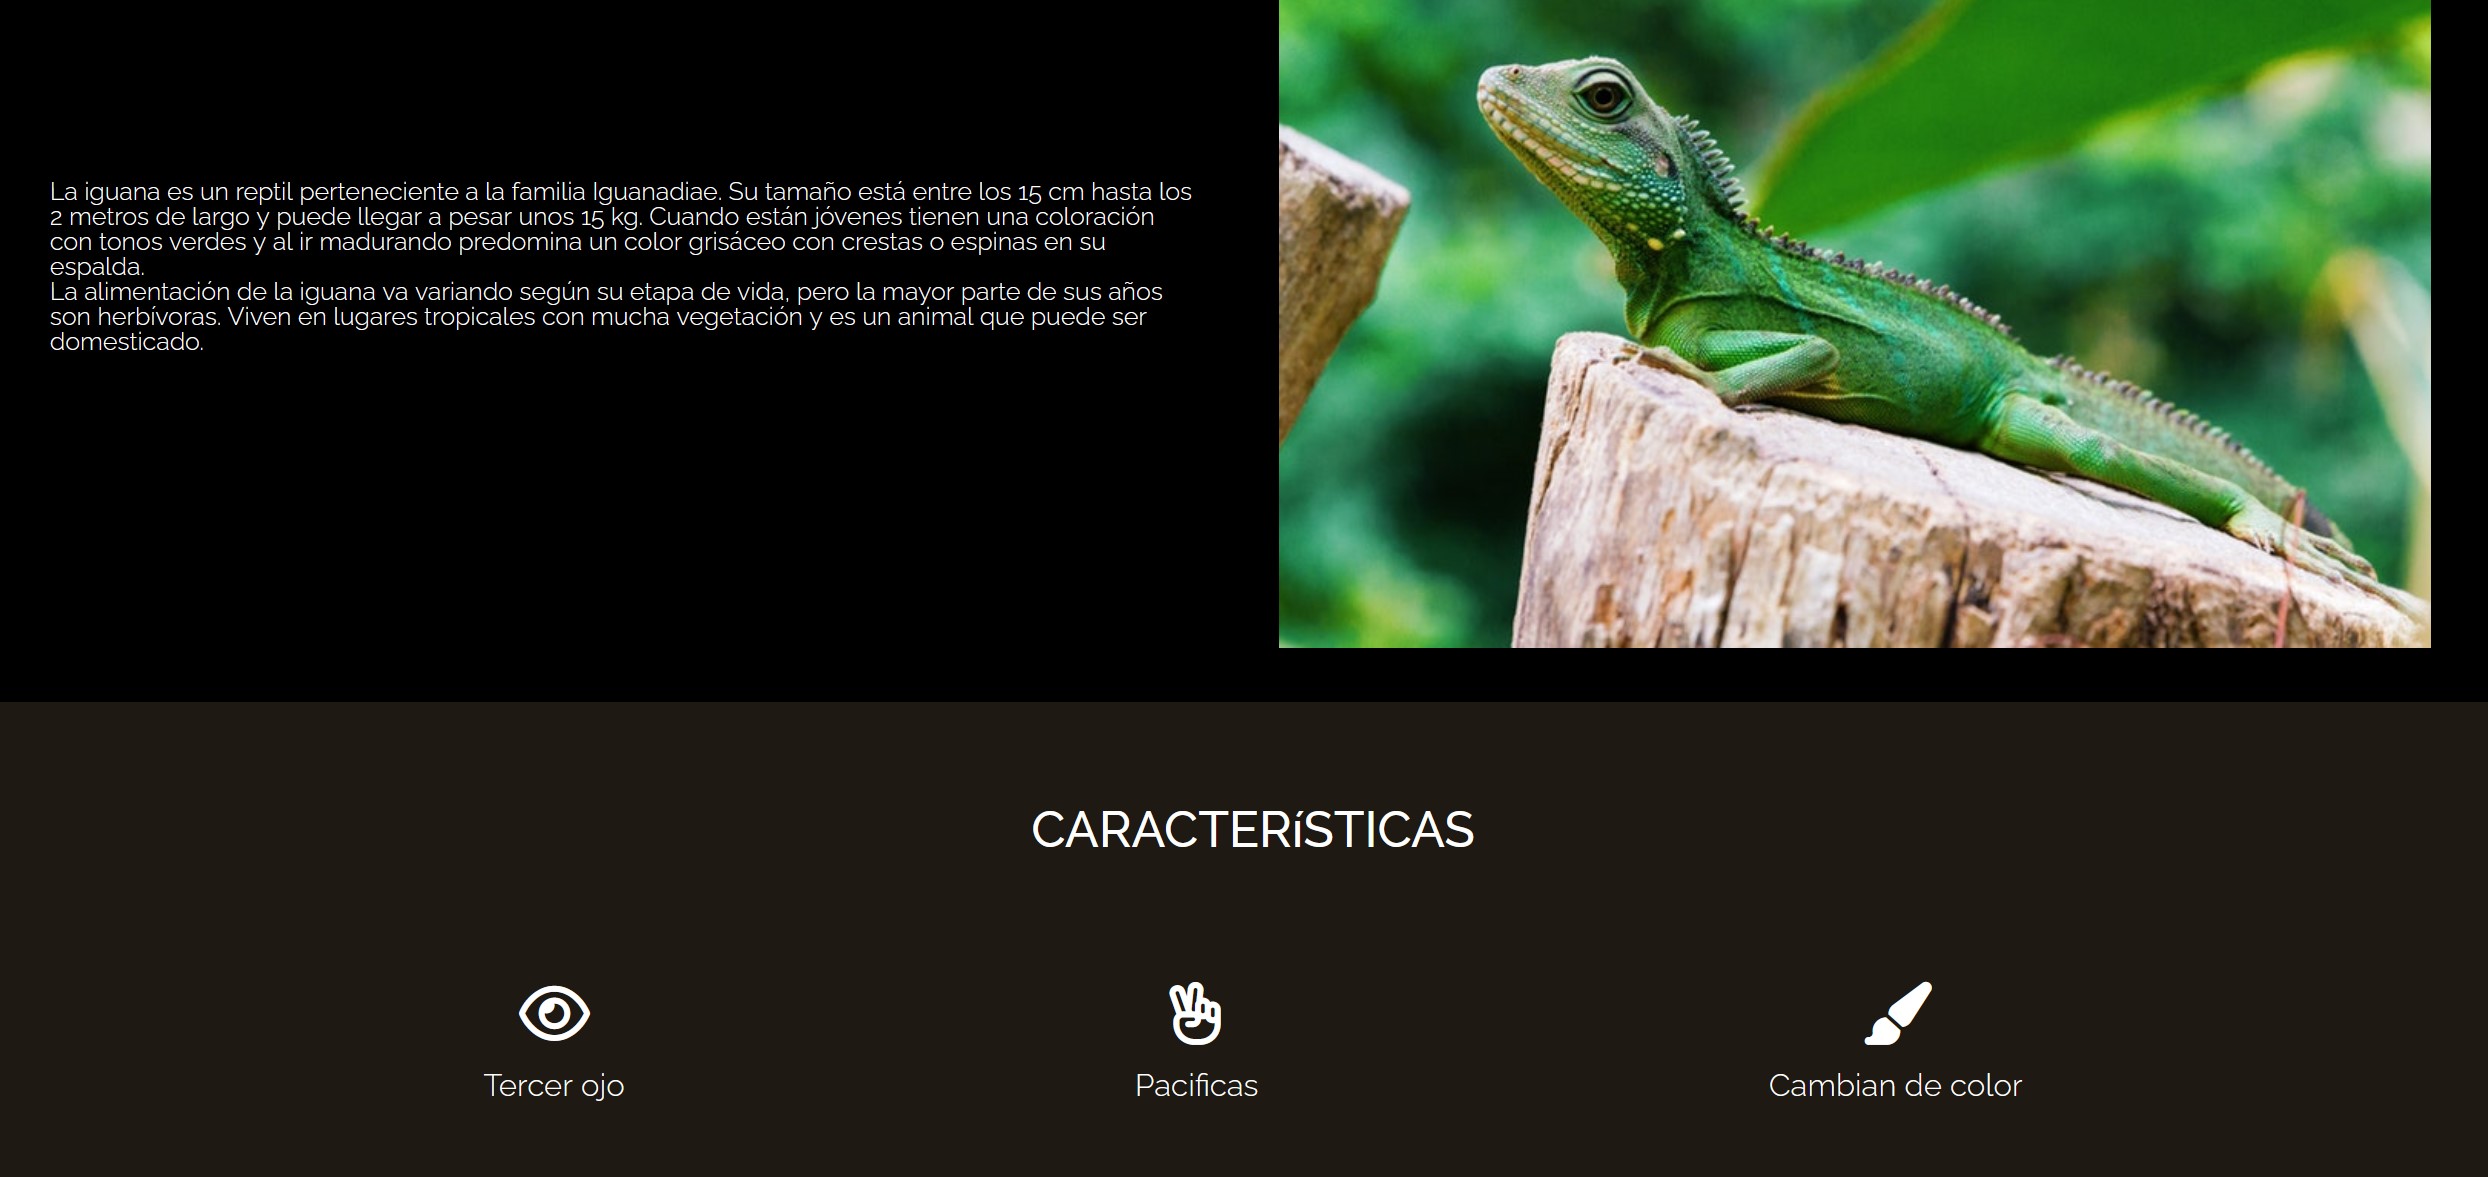 La iguana es un reptil perteneciente a la familia Iguanadiae. Su tamaño está entre los 15 cm hasta los
2 metros de largo y puede llegar a pesar unos 15 kg. Cuando están jóvenes tienen una coloración
con tonos verdes y al ir madurando predomina un color grisáceo con crestas o espinas en su
espalda.
La alimentación de la iguana va variando según su etapa de vida, pero la mayor parte de sus años
son herbívoras. Viven en lugares tropicales con mucha vegetación y es un animal que puede ser
domesticado.
CARACTERíSTICAS
Tercer ojo
Pacificas
Cambian de color